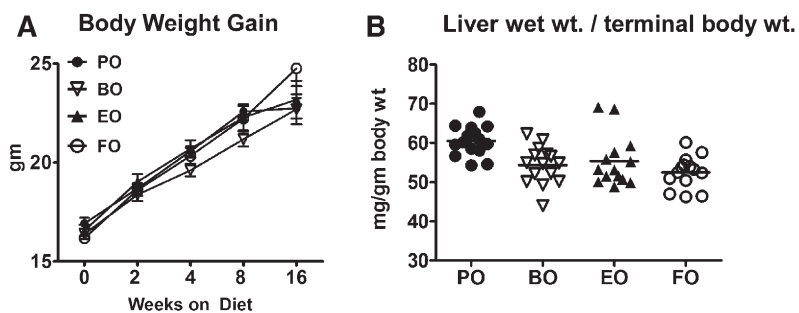 A Body Weight Gain
PO
BO
EO
FO
25
20
15
gm
0 2 4 8 16
Weeks on Diet
B Liver wet wt. / terminal body wt.
80
70
60
50
40
30
mg/gm body wt
PO BO EO FO